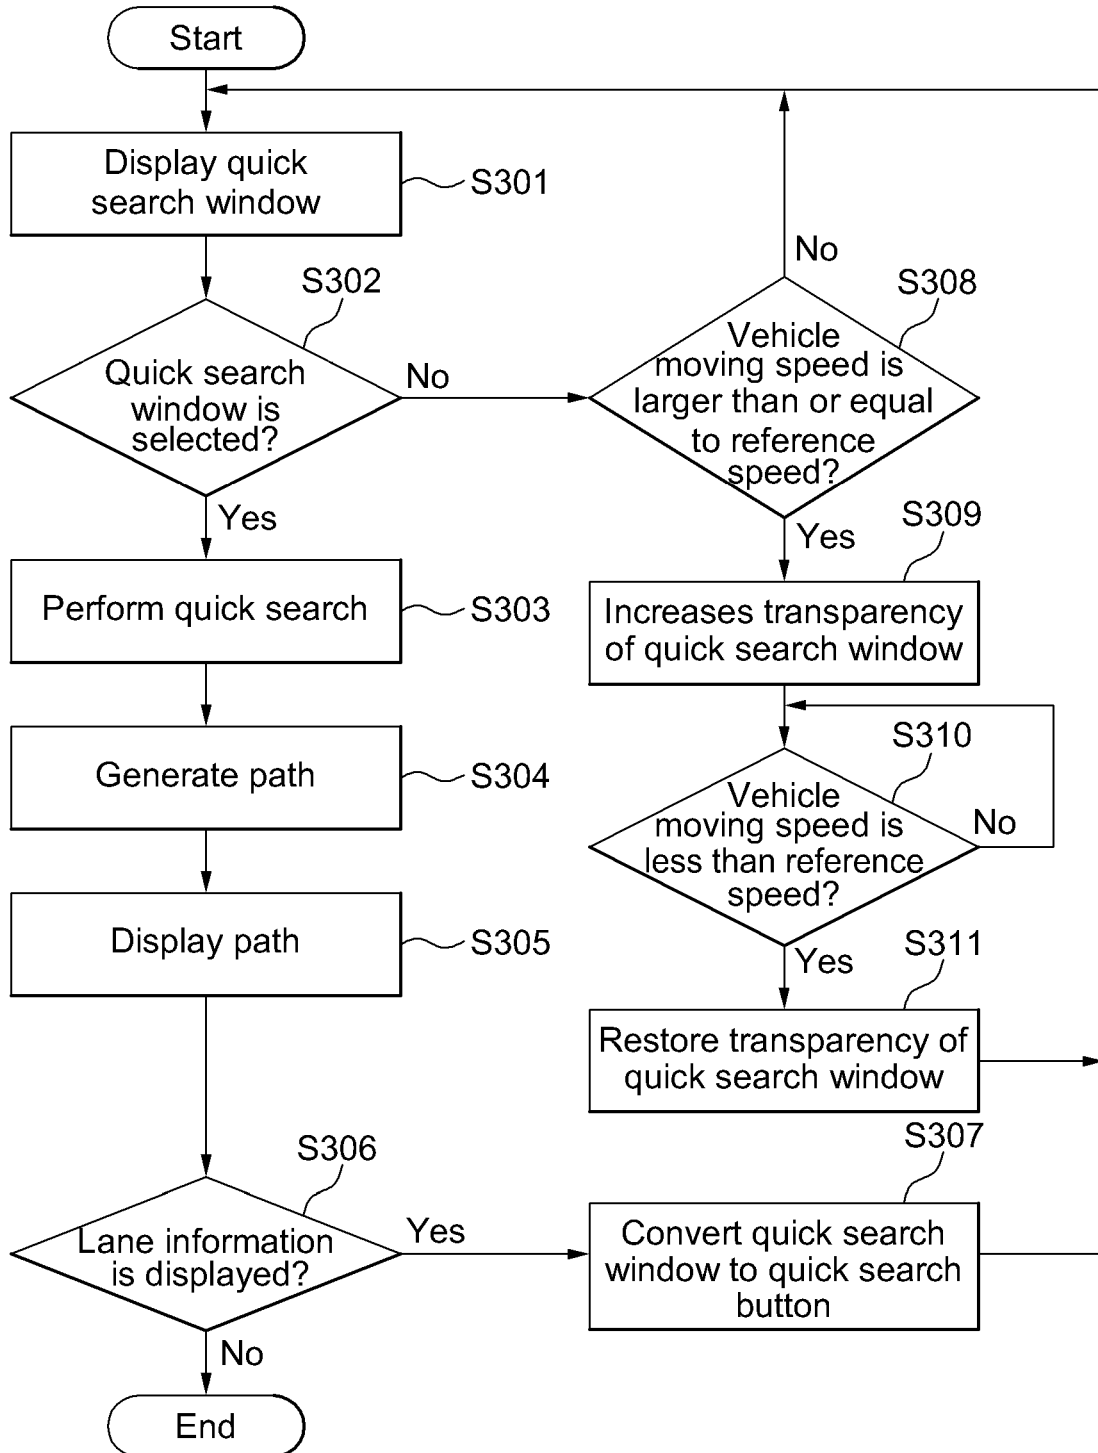 Start
Display quick
search window
S301
S302
Quick search
window is
selected?
No
Yes
Perform quick search
S303
Generate path
S304
Display path
S305
S306
Lane information
is displayed?
Yes
No
End
No
S308
Vehicle
moving speed is
larger than or equal
to reference
speed?
Yes
S309
Increases transparency
of quick search window
S310
Vehicle
moving speed is
less than reference
speed?
No
Yes
S311
Restore transparency of
quick search window
S307
Convert quick search
window to quick search
button